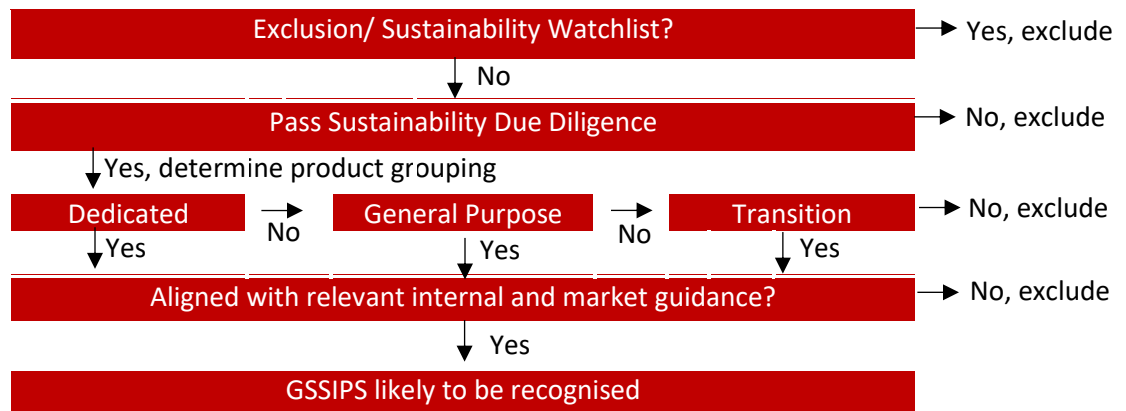 Exclusion/ Sustainability Watchlist?
Yes, exclude
No
Pass Sustainability Due Diligence
No, exclude
Yes, determine product grouping
Dedicated
No
General Purpose
No
Transition
No, exclude
Yes
Yes
Yes
Aligned with relevant internal and market guidance?
No, exclude
Yes
GSSIPS likely to be recognised